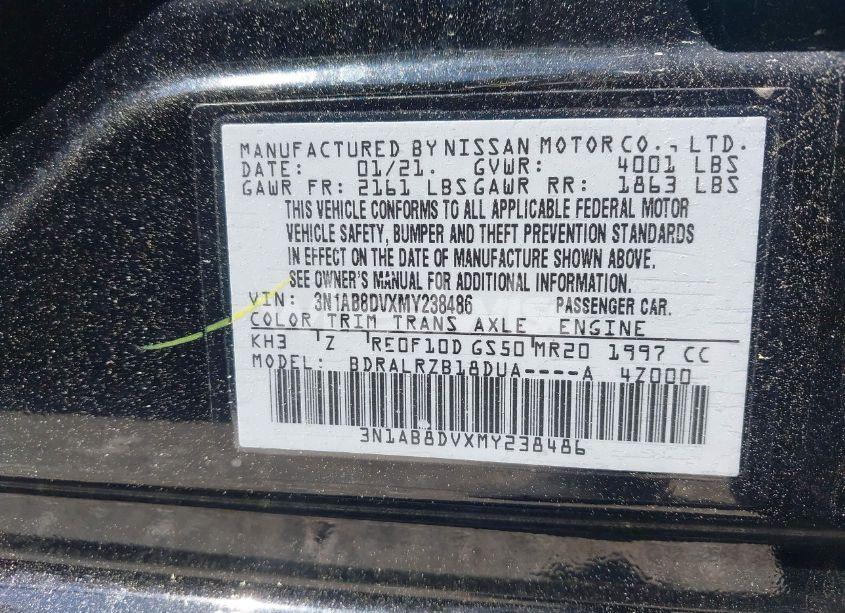 MANUFACTURED BY NISSAN MOTOR CO., LTD.
DATE: 01/21. GVWR: 4001 LBS
GAWR FR: 2161 LBS GAWR RR: 1863 LBS
THIS VEHICLE CONFORMS TO ALL APPLICABLE FEDERAL MOTOR
VEHICLE SAFETY, BUMPER AND THEFT PREVENTION STANDARDS
IN EFFECT ON THE DATE OF MANUFACTURE SHOWN ABOVE.
SEE OWNER'S MANUAL FOR ADDITIONAL INFORMATION.
VIN: 3N1AB8DVXMY238486 PASSENGER CAR.
COLOR TRIM TRANS AXLE ENGINE
KH3 Z RE0F10D GS50 MR20 1997 CC
MODEL: BDRALRZB18DUA----A 4Z000
3N1AB8DVXMY238486